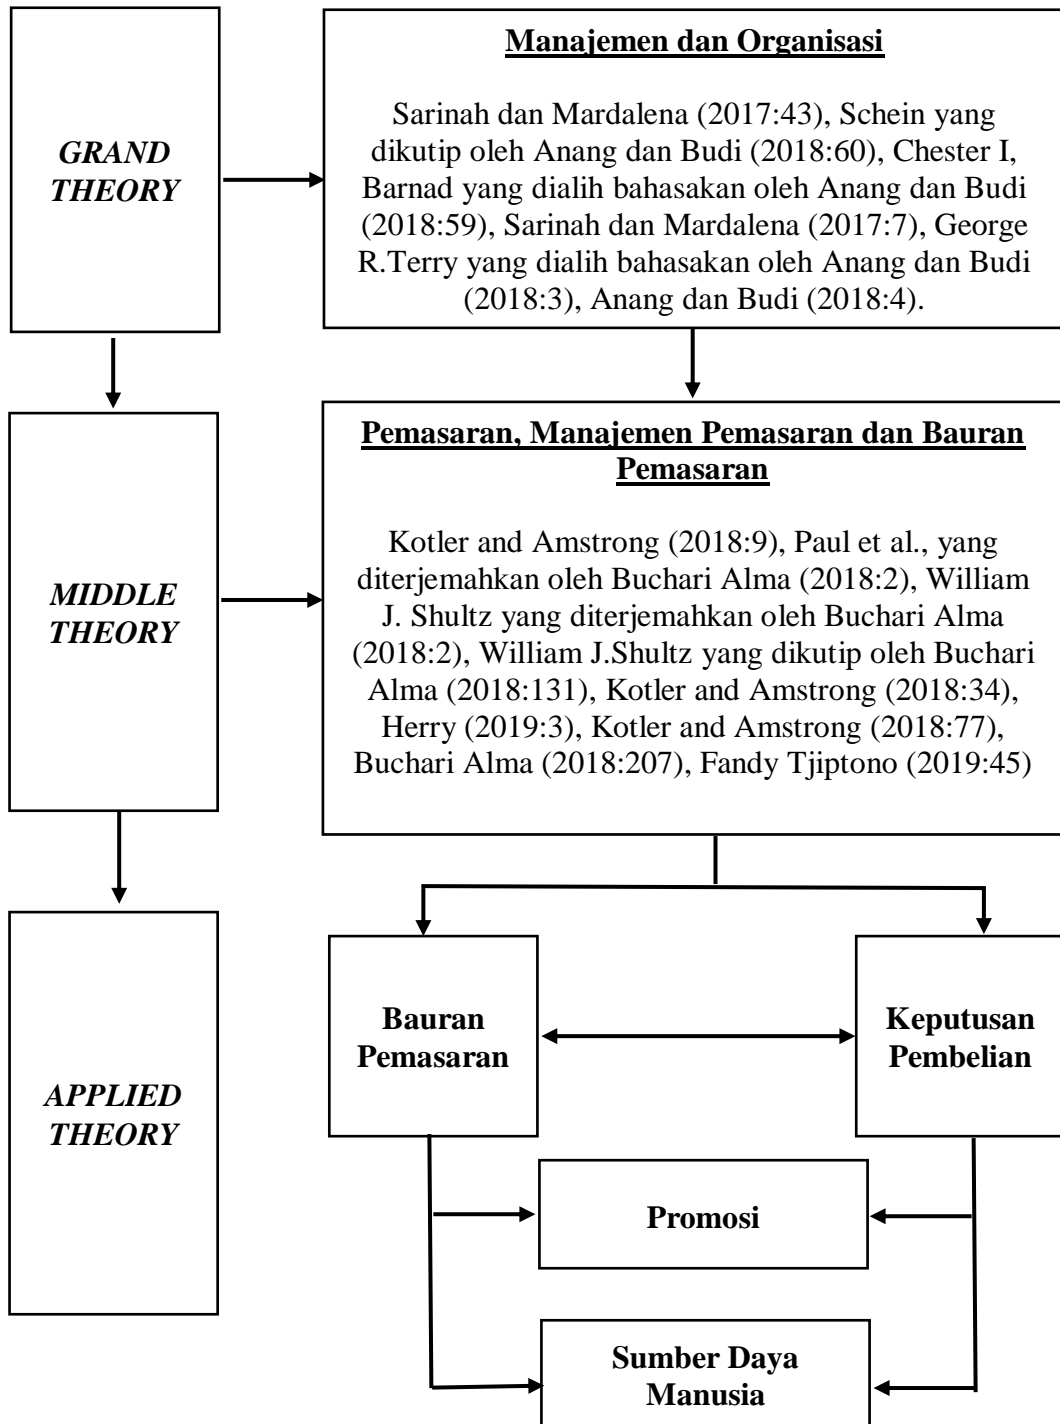 GRAND
THEORY
Manajemen dan Organisasi
Sarinah dan Mardalena (2017:43), Schein yang
dikutip oleh Anang dan Budi (2018:60), Chester I,
Barnad yang dialih bahasakan oleh Anang dan Budi
(2018:59), Sarinah dan Mardalena (2017:7), George
R.Terry yang dialih bahasakan oleh Anang dan Budi
(2018:3), Anang dan Budi (2018:4).
MIDDLE
THEORY
Pemasaran, Manajemen Pemasaran dan Bauran
Pemasaran
Kotler and Amstrong (2018:9), Paul et al., yang
diterjemahkan oleh Buchari Alma (2018:2), William
J. Shultz yang diterjemahkan oleh Buchari Alma
(2018:2), William J.Shultz yang dikutip oleh Buchari
Alma (2018:131), Kotler and Amstrong (2018:34),
Herry (2019:3), Kotler and Amstrong (2018:77),
Buchari Alma (2018:207), Fandy Tjiptono (2019:45)
APPLIED
THEORY
Bauran
Pemasaran
Keputusan
Pembelian
Promosi
Sumber Daya
Manusia